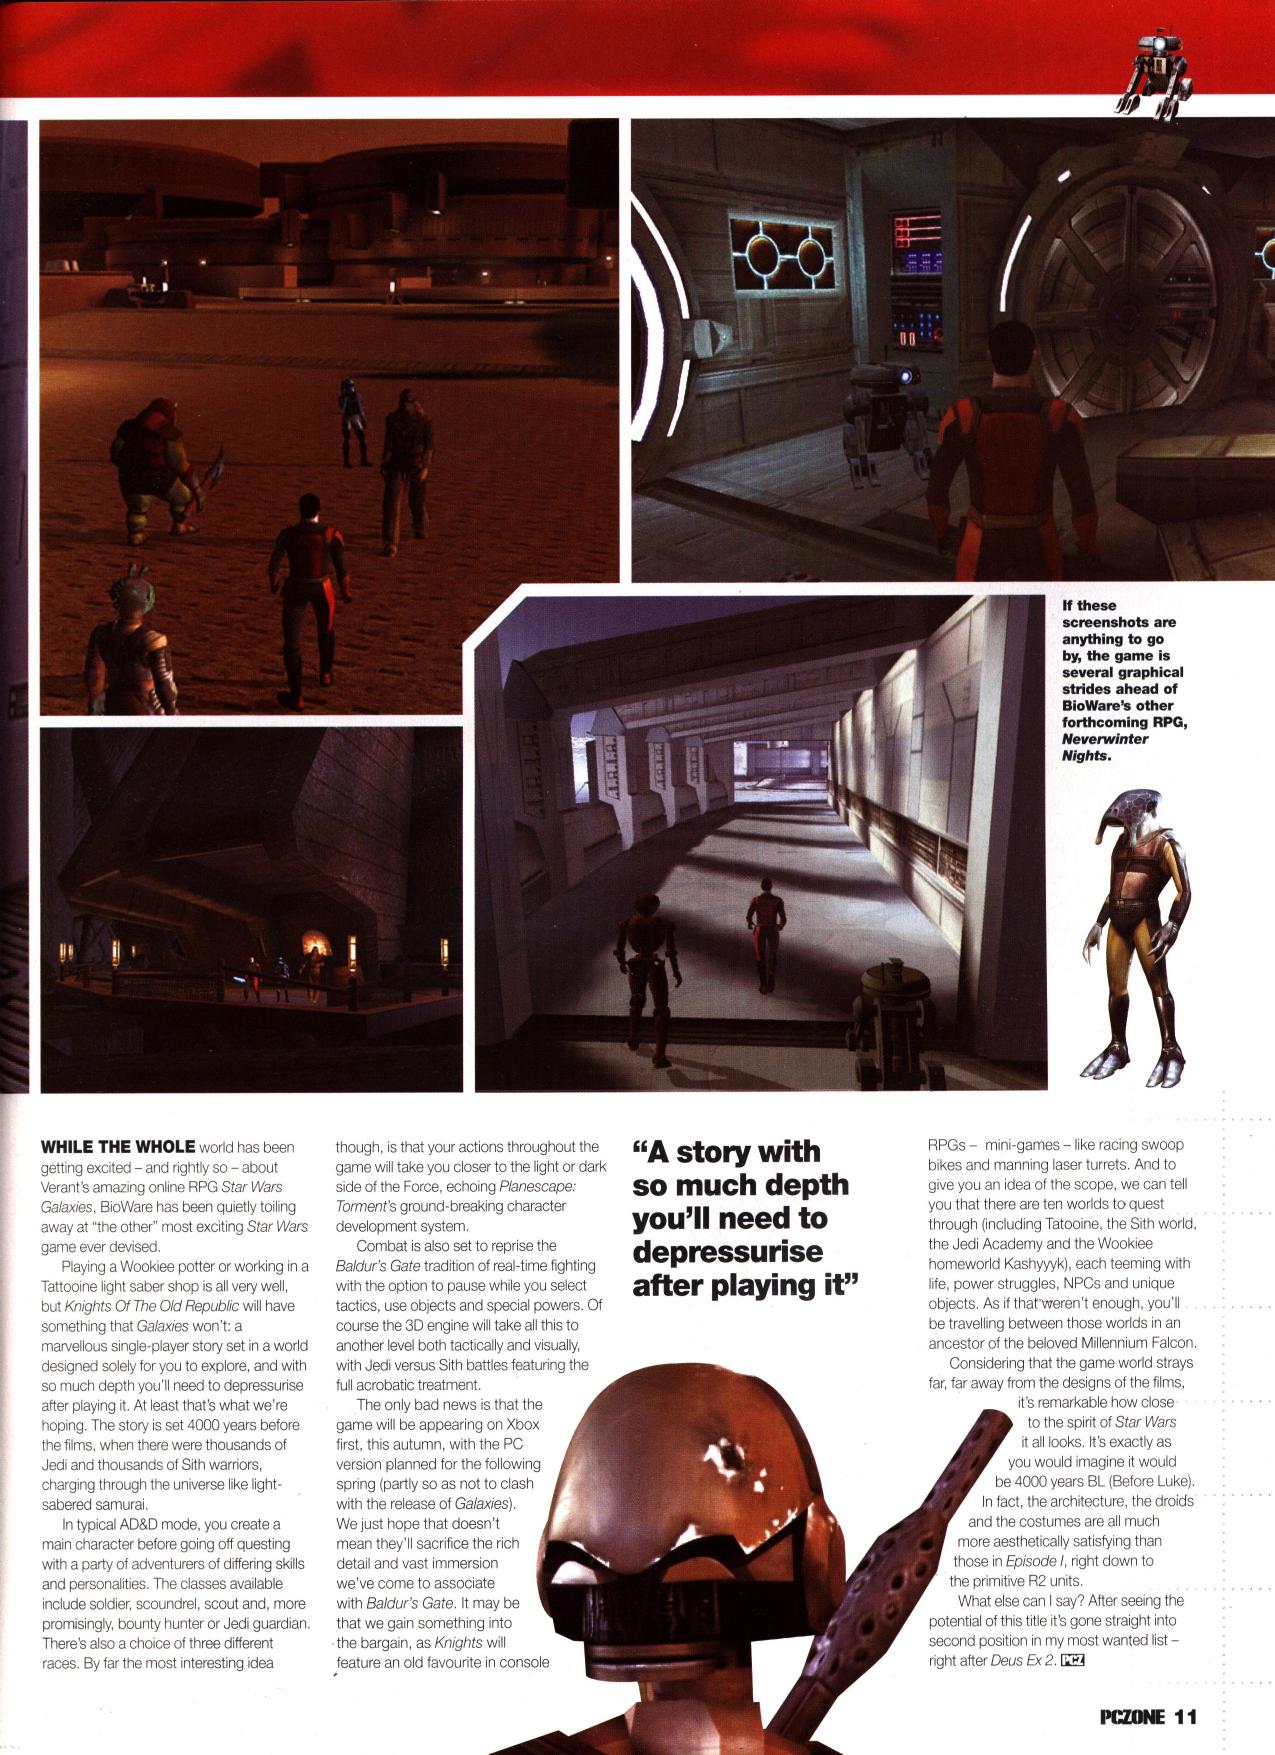 If these
screenshots are
anything to go
by, the game is
several graphical
strides ahead of
BioWare's other
forthcoming RPG,
Neverwinter
Nights.
WHILE THE WHOLE world has been
getting excited – and rightly so – about
Verant's amazing online RPG Star Wars
Galaxies, BioWare has been quietly toiling
away at “the other” most exciting Star Wars
game ever devised.
Playing a Wookiee potter or working in a
Tattooine light saber shop is all very well,
but Knights Of The Old Republic will have
something that Galaxies won't: a
marvellous single-player story set in a world
designed solely for you to explore, and with
so much depth you'll need to depressurise
after playing it. At least that's what we're
hoping. The story is set 4000 years before
the films, when there were thousands of
Jedi and thousands of Sith warriors,
charging through the universe like light-
sabered samurai.
In typical AD&D mode, you create a
main character before going off questing
with a party of adventurers of differing skills
and personalities. The classes available
include soldier, scoundrel, scout and, more
promisingly, bounty hunter or Jedi guardian.
There's also a choice of three different
races. By far the most interesting idea
though, is that your actions throughout the
game will take you closer to the light or dark
side of the Force, echoing Planescape:
Torment's ground-breaking character
development system.
Combat is also set to reprise the
Baldur's Gate tradition of real-time fighting
with the option to pause while you select
tactics, use objects and special powers. Of
course the 3D engine will take all this to
another level both tactically and visually,
with Jedi versus Sith battles featuring the
full acrobatic treatment.
The only bad news is that the
game will be appearing on Xbox
first, this autumn, with the PC
version planned for the following
spring (partly so as not to clash
with the release of Galaxies).
We just hope that doesn't
mean they'll sacrifice the rich
detail and vast immersion
we've come to associate
with Baldur's Gate. It may be
that we gain something into
the bargain, as Knights will
feature an old favourite in console
“A story with
so much depth
you'll need to
depressurise
after playing it”
RPGs – mini-games – like racing swoop
bikes and manning laser turrets. And to
give you an idea of the scope, we can tell
you that there are ten worlds to quest
through (including Tatooine, the Sith world,
the Jedi Academy and the Wookiee
homeworld Kashyyyk), each teeming with
life, power struggles, NPCs and unique
objects. As if that weren't enough, you'll
be travelling between those worlds in an
ancestor of the beloved Millennium Falcon.
Considering that the game world strays
far, far away from the designs of the films,
it's remarkable how close
to the spirit of Star Wars
it all looks. It's exactly as
you would imagine it would
be 4000 years BL (Before Luke).
In fact, the architecture, the droids
and the costumes are all much
more aesthetically satisfying than
those in Episode I, right down to
the primitive R2 units.
What else can I say? After seeing the
potential of this title it's gone straight into
second position in my most wanted list –
right after Deus Ex 2. PCZ
PCZONE 11